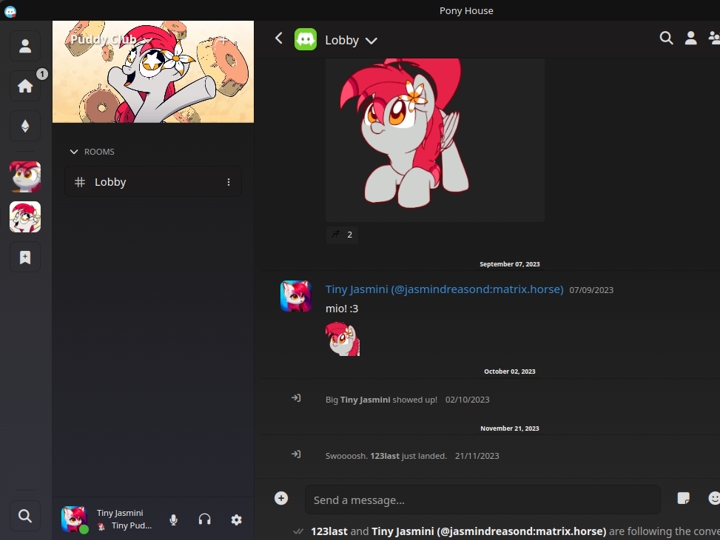 Pony House
Puddy Club
1
ROOMS
Lobby
Lobby
2
September 07, 2023
Tiny Jasmini (@jasmindreasond:matrix.horse) 07/09/2023
mio! :3
October 02, 2023
Big Tiny Jasmini showed up! 02/10/2023
November 21, 2023
Swoooosh. 123last just landed. 21/11/2023
Send a message...
Tiny Jasmini
Tiny Pud...
123last and Tiny Jasmini (@jasmindreasond:matrix.horse) are following the conve